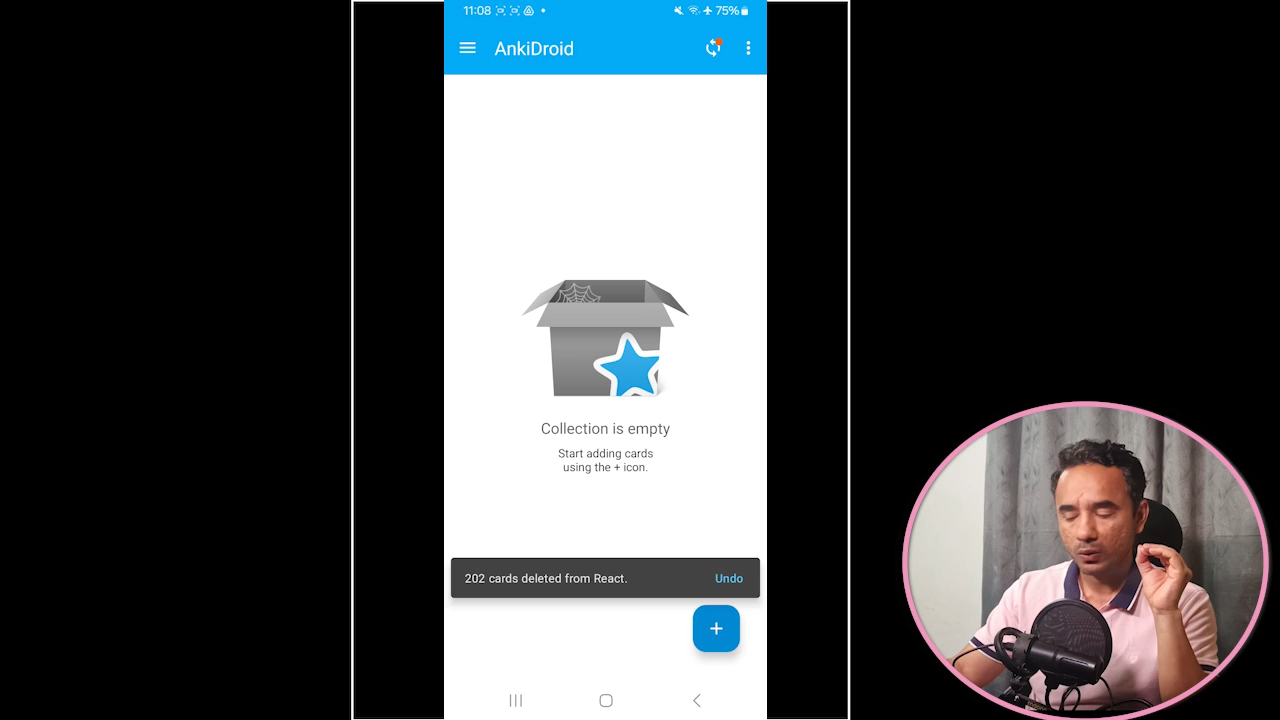 11:08 75%
AnkiDroid
Collection is empty
Start adding cards
using the + icon.
202 cards deleted from React. Undo